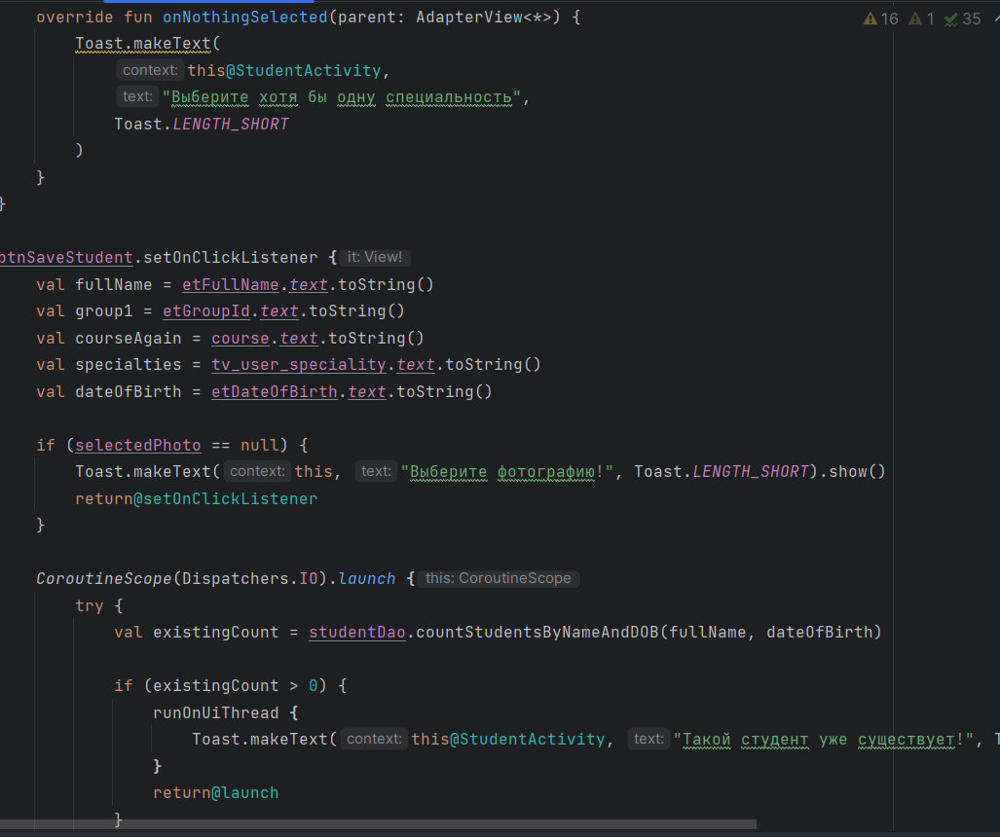 override fun onNothingSelected(parent: AdapterView<*>) {
16 1 35
Toast.makeText(
context: this@StudentActivity,
text: "Выберите хотя бы одну специальность",
Toast.LENGTH_SHORT
)
}
}
btnSaveStudent.setOnClickListener { it: View!
val fullName = etFullName.text.toString()
val group1 = etGroupId.text.toString()
val courseAgain = course.text.toString()
val specialties = tv_user_speciality.text.toString()
val dateOfBirth = etDateOfBirth.text.toString()
if (selectedPhoto == null) {
Toast.makeText( context: this, text: "Выберите фотографию!", Toast.LENGTH_SHORT).show()
return@setOnClickListener
}
CoroutineScope(Dispatchers.IO).launch { this: CoroutineScope
try {
val existingCount = studentDao.countStudentsByNameAndDOB(fullName, dateOfBirth)
if (existingCount > 0) {
runOnUiThread {
Toast.makeText( context: this@StudentActivity, text: "Такой студент уже существует!",
}
return@launch
}